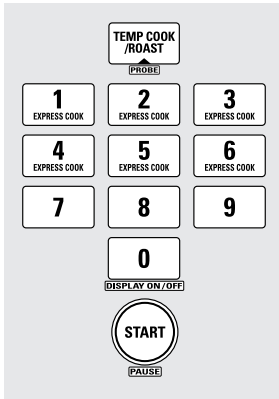 TEMP COOK
/ROAST
PROBE
1 2 3
EXPRESS COOK EXPRESS COOK EXPRESS COOK
4 5 6
EXPRESS COOK EXPRESS COOK EXPRESS COOK
7 8 9
0
DISPLAY ON/OFF
START
PAUSE